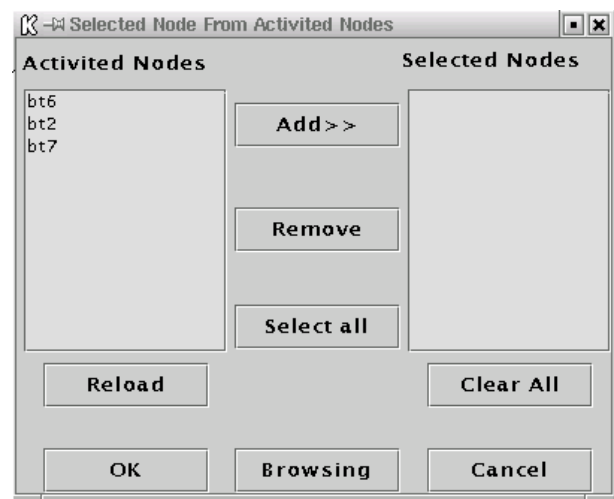 Selected Node From Activited Nodes
Activited Nodes
Selected Nodes
bt6
bt2
bt7
Add>>
Remove
Select all
Reload
Clear All
OK
Browsing
Cancel